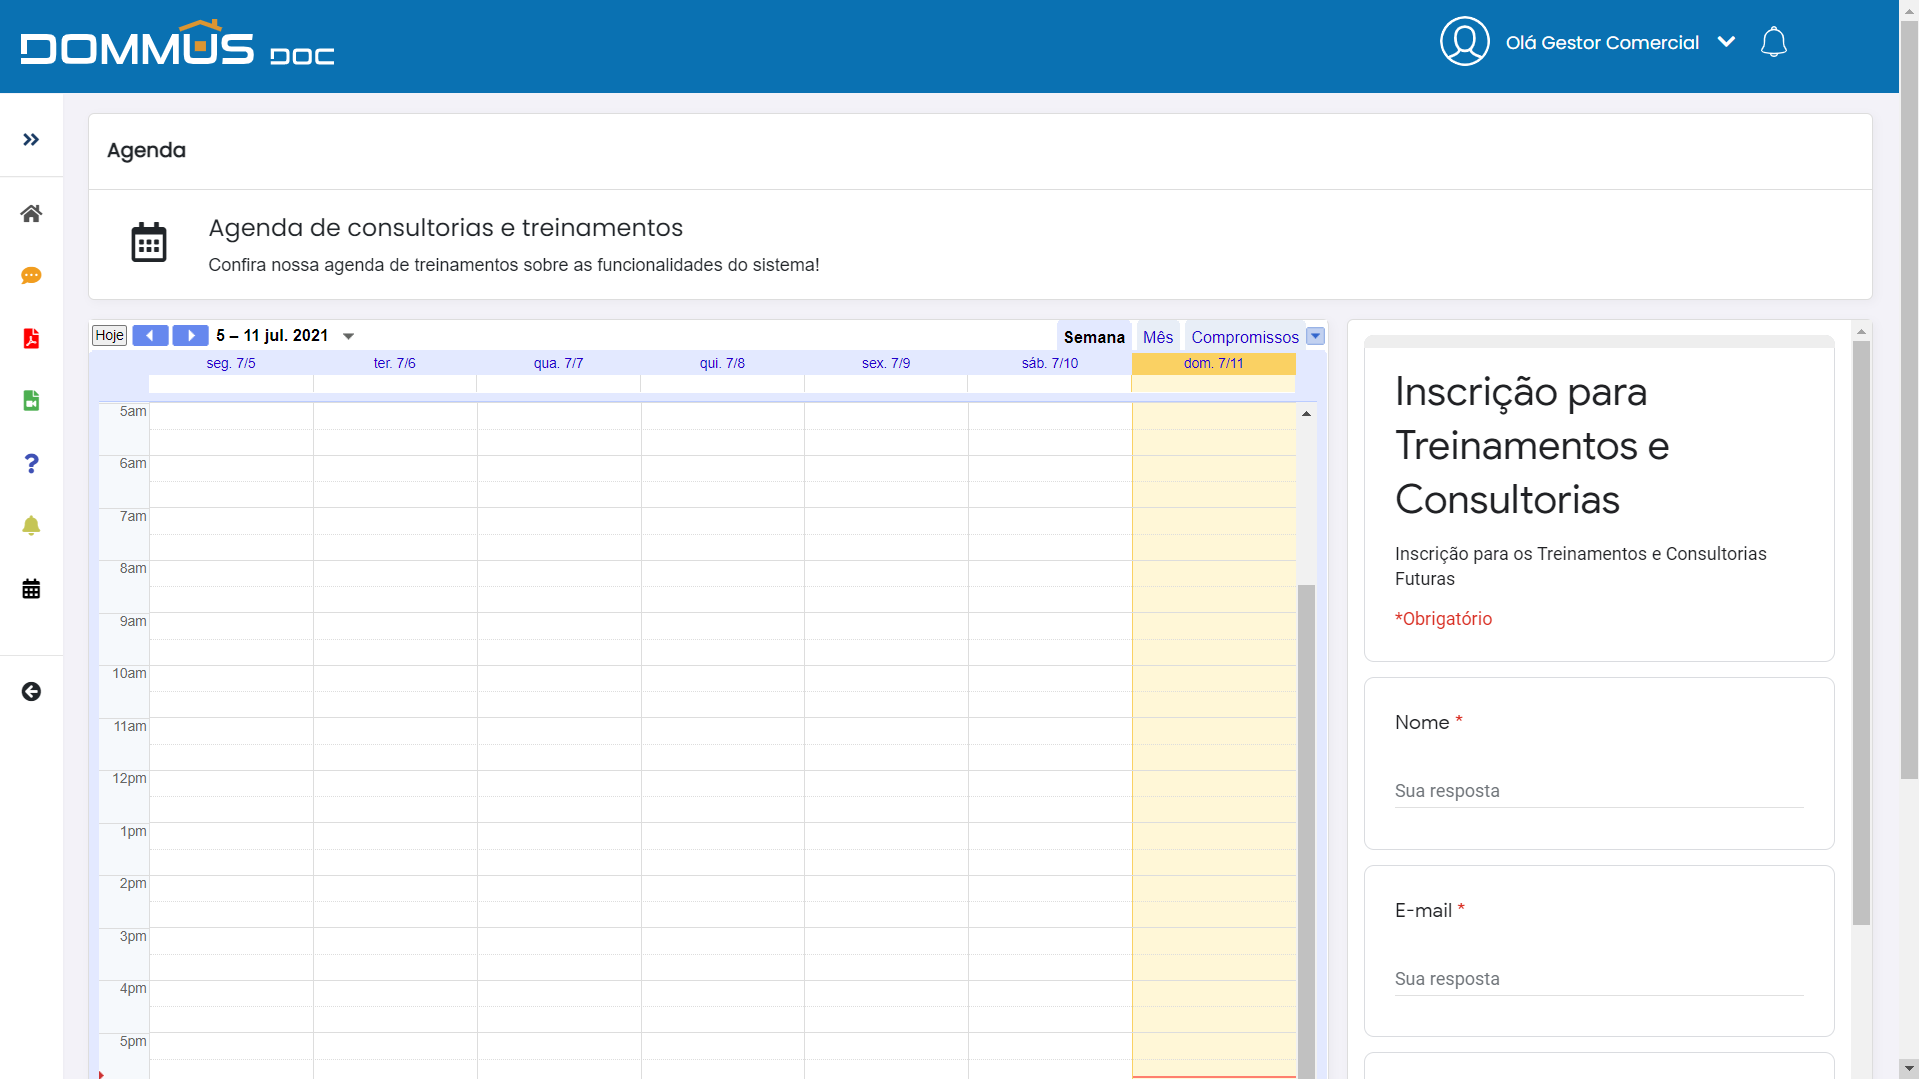 DOMMUS DOC
Olá Gestor Comercial
Agenda
Agenda de consultorias e treinamentos
Confira nossa agenda de treinamentos sobre as funcionalidades do sistema!
Hoje
5 – 11 jul. 2021
Semana
Mês
Compromissos
seg. 7/5
ter. 7/6
qua. 7/7
qui. 7/8
sex. 7/9
sáb. 7/10
dom. 7/11
5am
6am
7am
8am
9am
10am
11am
12pm
1pm
2pm
3pm
4pm
5pm
Inscrição para
Treinamentos e
Consultorias
Inscrição para os Treinamentos e Consultorias
Futuras
*Obrigatório
Nome *
Sua resposta
E-mail *
Sua resposta